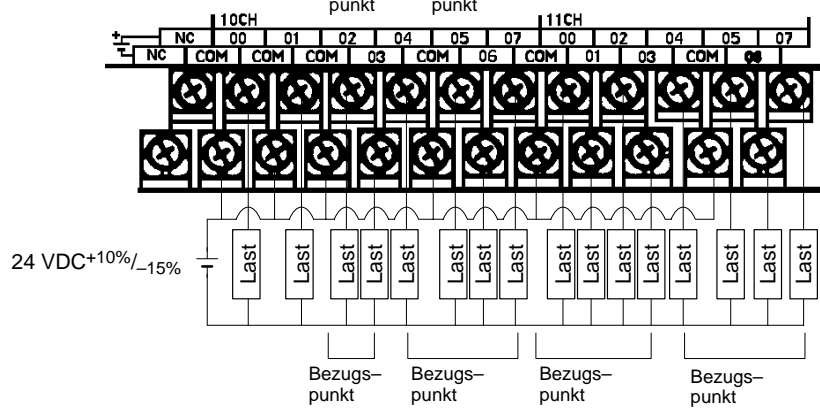 punkt punkt
10CH 11CH
NC 00 01 02 04 05 07 00 02 04 05 07
NC COM COM COM 03 COM 06 COM 01 03 COM 06
24 VDC+10%/–15%
Last Last Last Last Last Last Last Last Last Last Last Last Last Last Last Last
Bezugs– Bezugs– Bezugs– Bezugs–
punkt punkt punkt punkt